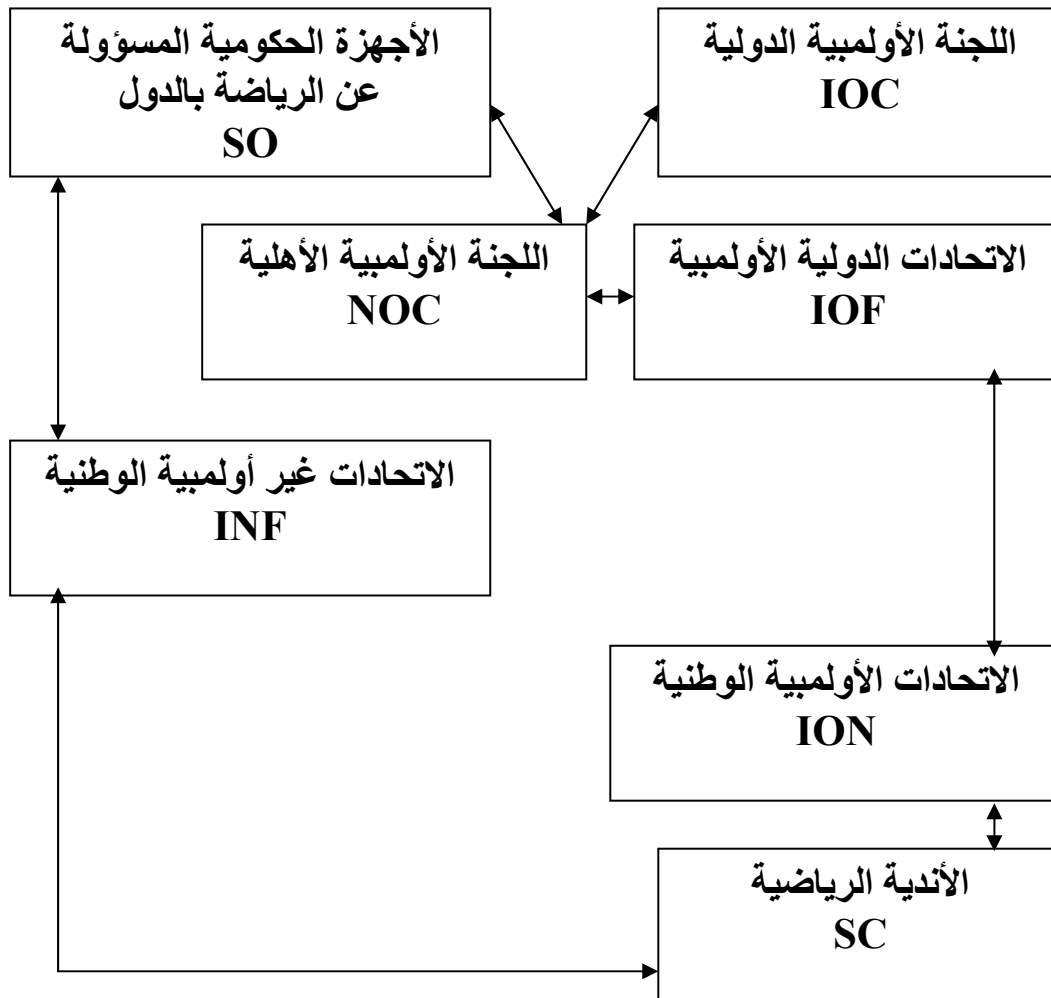 اللجنة الأولمبية الدولية
IOC
الأجهزة الحكومية المسؤولة
عن الرياضة بالدول
SO
الاتحادات الدولية الأولمبية
IOF
اللجنة الأولمبية الأهلية
NOC
الاتحادات غير أولمبية الوطنية
INF
الاتحادات الأولمبية الوطنية
ION
الأندية الرياضية
SC